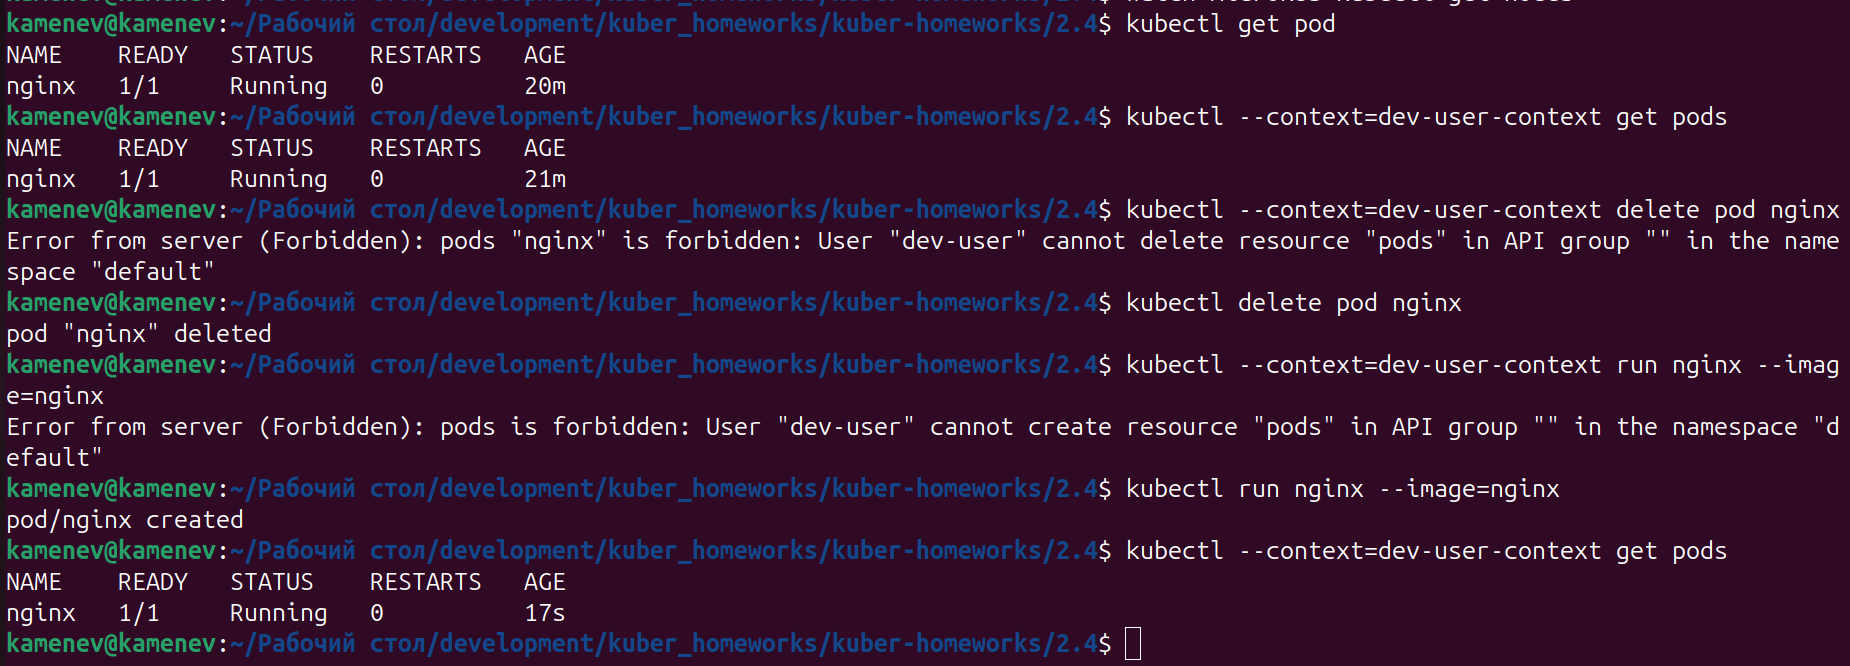 kamenev@kamenev:~/Рабочий стол/development/kuber_homeworks/kuber-homeworks/2.4$ kubectl get pod
NAME    READY   STATUS    RESTARTS   AGE
nginx   1/1     Running   0          20m
kamenev@kamenev:~/Рабочий стол/development/kuber_homeworks/kuber-homeworks/2.4$ kubectl --context=dev-user-context get pods
NAME    READY   STATUS    RESTARTS   AGE
nginx   1/1     Running   0          21m
kamenev@kamenev:~/Рабочий стол/development/kuber_homeworks/kuber-homeworks/2.4$ kubectl --context=dev-user-context delete pod nginx
Error from server (Forbidden): pods "nginx" is forbidden: User "dev-user" cannot delete resource "pods" in API group "" in the name
space "default"
kamenev@kamenev:~/Рабочий стол/development/kuber_homeworks/kuber-homeworks/2.4$ kubectl delete pod nginx
pod "nginx" deleted
kamenev@kamenev:~/Рабочий стол/development/kuber_homeworks/kuber-homeworks/2.4$ kubectl --context=dev-user-context run nginx --imag
e=nginx
Error from server (Forbidden): pods is forbidden: User "dev-user" cannot create resource "pods" in API group "" in the namespace "d
efault"
kamenev@kamenev:~/Рабочий стол/development/kuber_homeworks/kuber-homeworks/2.4$ kubectl run nginx --image=nginx
pod/nginx created
kamenev@kamenev:~/Рабочий стол/development/kuber_homeworks/kuber-homeworks/2.4$ kubectl --context=dev-user-context get pods
NAME    READY   STATUS    RESTARTS   AGE
nginx   1/1     Running   0          17s
kamenev@kamenev:~/Рабочий стол/development/kuber_homeworks/kuber-homeworks/2.4$